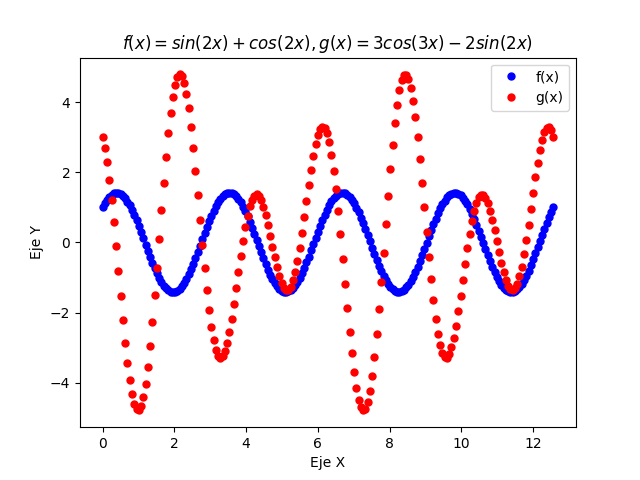 f(x) = sin(2x) + cos(2x), g(x) = 3cos(3x) − 2sin(2x)
f(x)
g(x)
Eje Y
4
2
0
−2
−4
0 2 4 6 8 10 12
Eje X